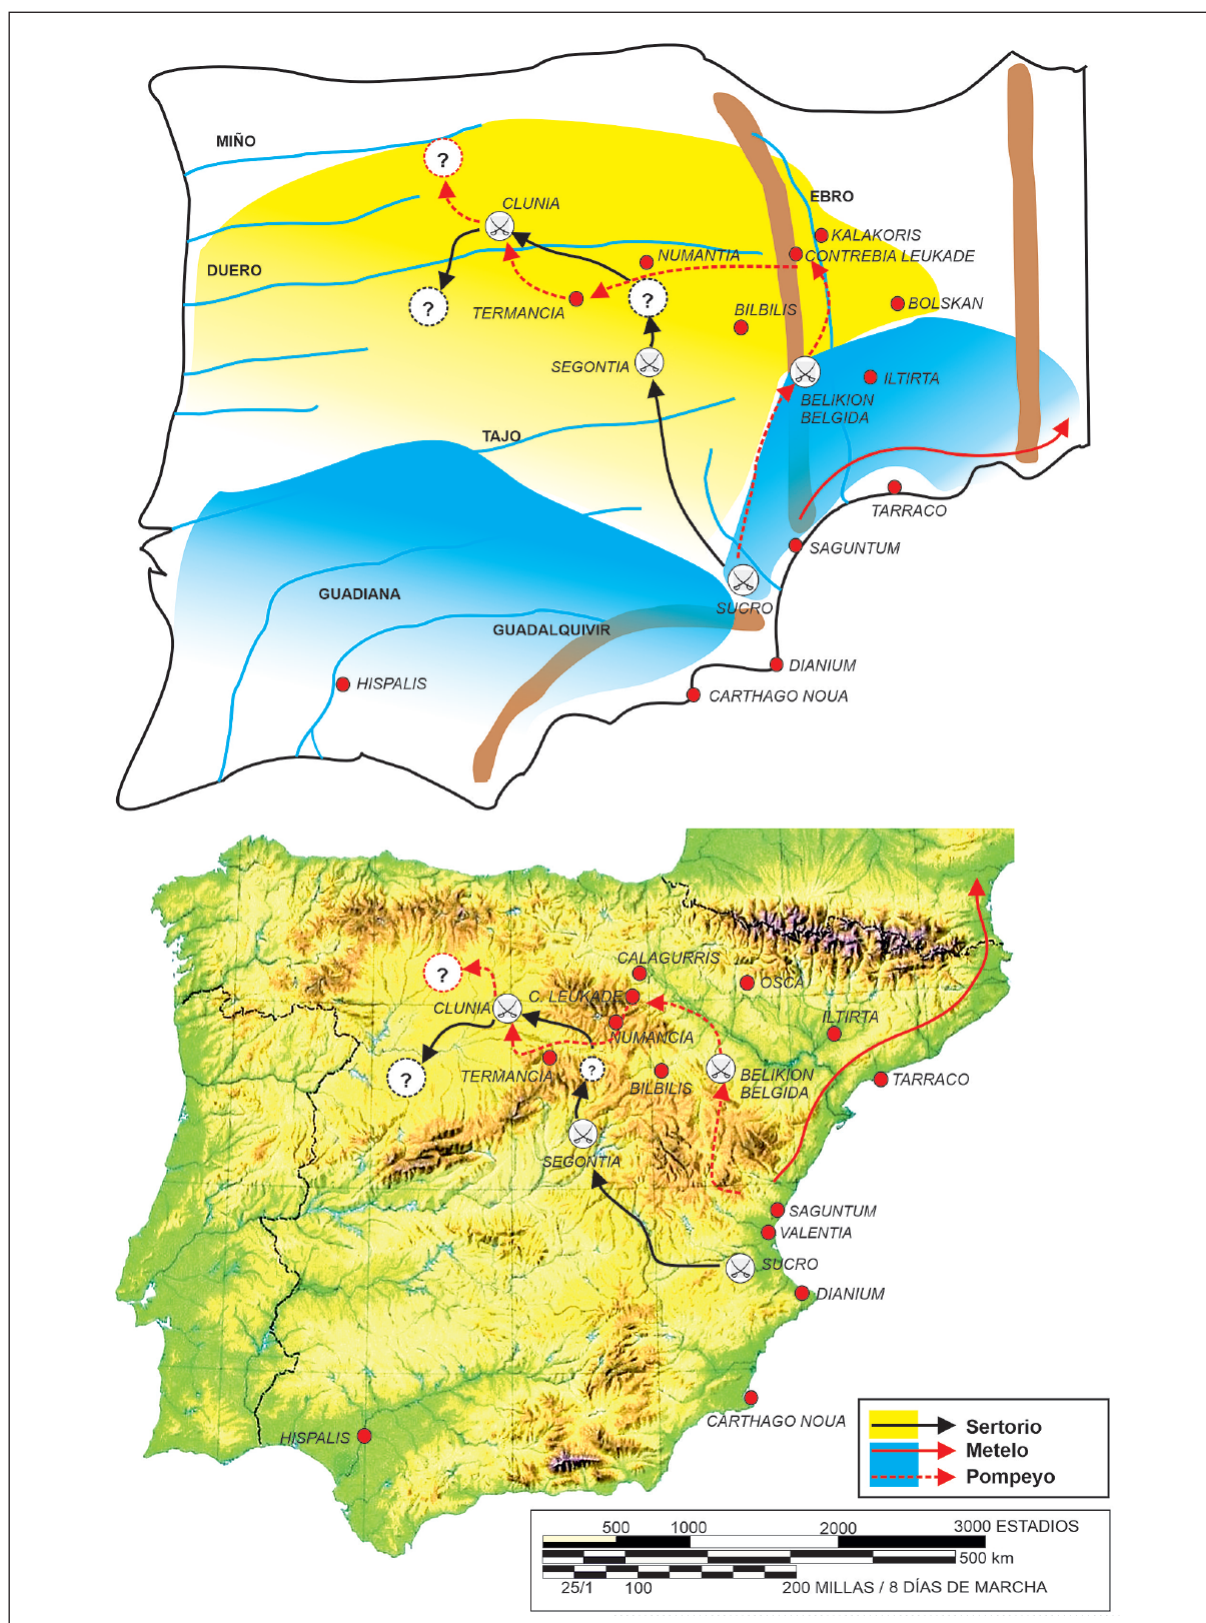 MIÑO
?
CLUNIA
EBRO
KALAKORIS
CONTREBIA LEUKADE
NUMANTIA
DUERO
?
?
TERMANCIA
BILBILIS
BOLSKAN
SEGONTIA
ILTIRTA
BELIKION
BELGIDA
TAJO
TARRACO
SAGUNTUM
GUADIANA
SUCRO
GUADALQUIVIR
DIANIUM
HISPALIS
CARTHAGO NOUA
CALAGURRIS
?
OSCA
C. LEUKADE
CLUNIA
ILTIRTA
NUMANCIA
TERMANCIA
?
?
BILBILIS
BELIKION
BELGIDA
TARRACO
SEGONTIA
SAGUNTUM
VALENTIA
SUCRO
DIANIUM
CARTHAGO NOUA
HISPALIS
Sertorio
Metelo
Pompeyo
500 1000 2000 3000 ESTADIOS
500 km
25/1 100 200 MILLAS / 8 DÍAS DE MARCHA